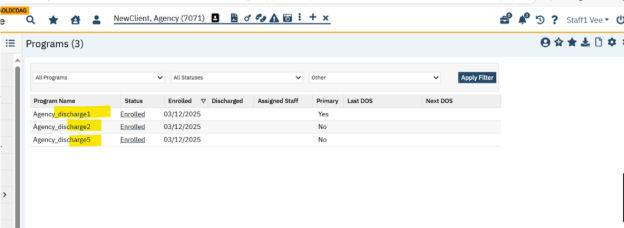 OLDCDAG
e
NewClient, Agency (7071)
Staff1 Vee
Programs (3)
All Programs
All Statuses
Other
Apply Filter
Program Name Status Enrolled Discharged Assigned Staff Primary Last DOS Next DOS
Agency_discharge1 Enrolled 03/12/2025 Yes
Agency_discharge2 Enrolled 03/12/2025 No
Agency_discharge5 Enrolled 03/12/2025 No